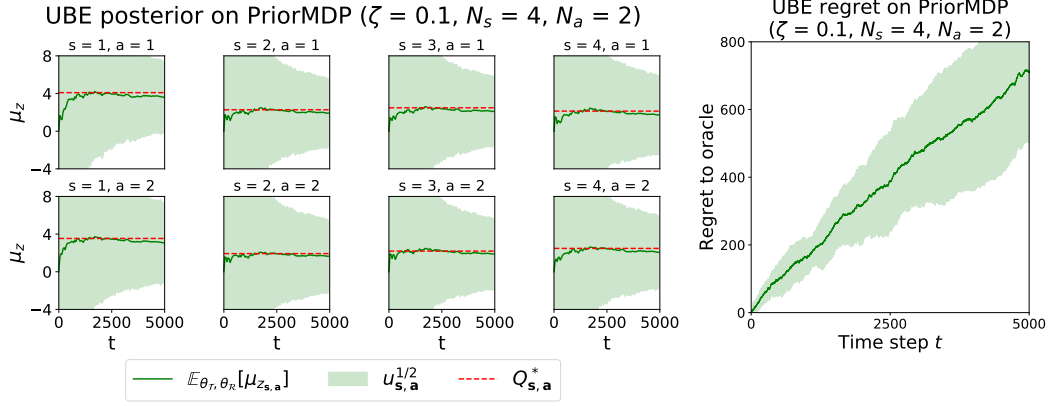 UBE posterior on PriorMDP (ζ = 0.1, N_s = 4, N_a = 2)
s = 1, a = 1
s = 2, a = 1
s = 3, a = 1
s = 4, a = 1
8
4
0
−4
μ_z
s = 1, a = 2
s = 2, a = 2
s = 3, a = 2
s = 4, a = 2
8
4
0
−4
μ_z
0 2500 5000
0 2500 5000
0 2500 5000
0 2500 5000
t
t
t
t
𝔼_{θ_𝒯, θ_ℛ}[μ_{z_{s,a}}]
u_{s,a}^{1/2}
Q*_{s,a}
UBE regret on PriorMDP
(ζ = 0.1, N_s = 4, N_a = 2)
800
600
400
200
0
Regret to oracle
0 2500 5000
Time step t